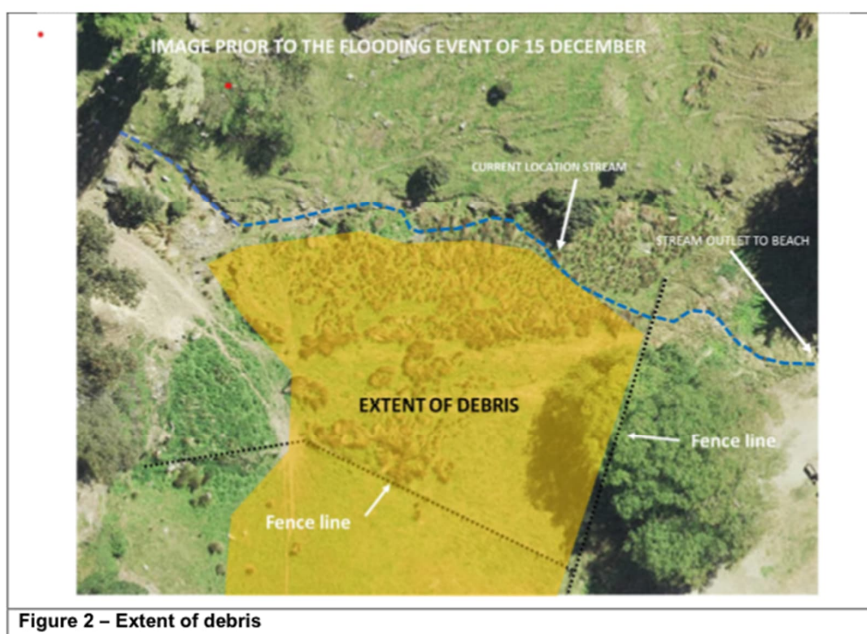 IMAGE PRIOR TO THE FLOODING EVENT OF 15 DECEMBER
CURRENT LOCATION STREAM
STREAM OUTLET TO BEACH
EXTENT OF DEBRIS
Fence line
Fence line
Figure 2 – Extent of debris